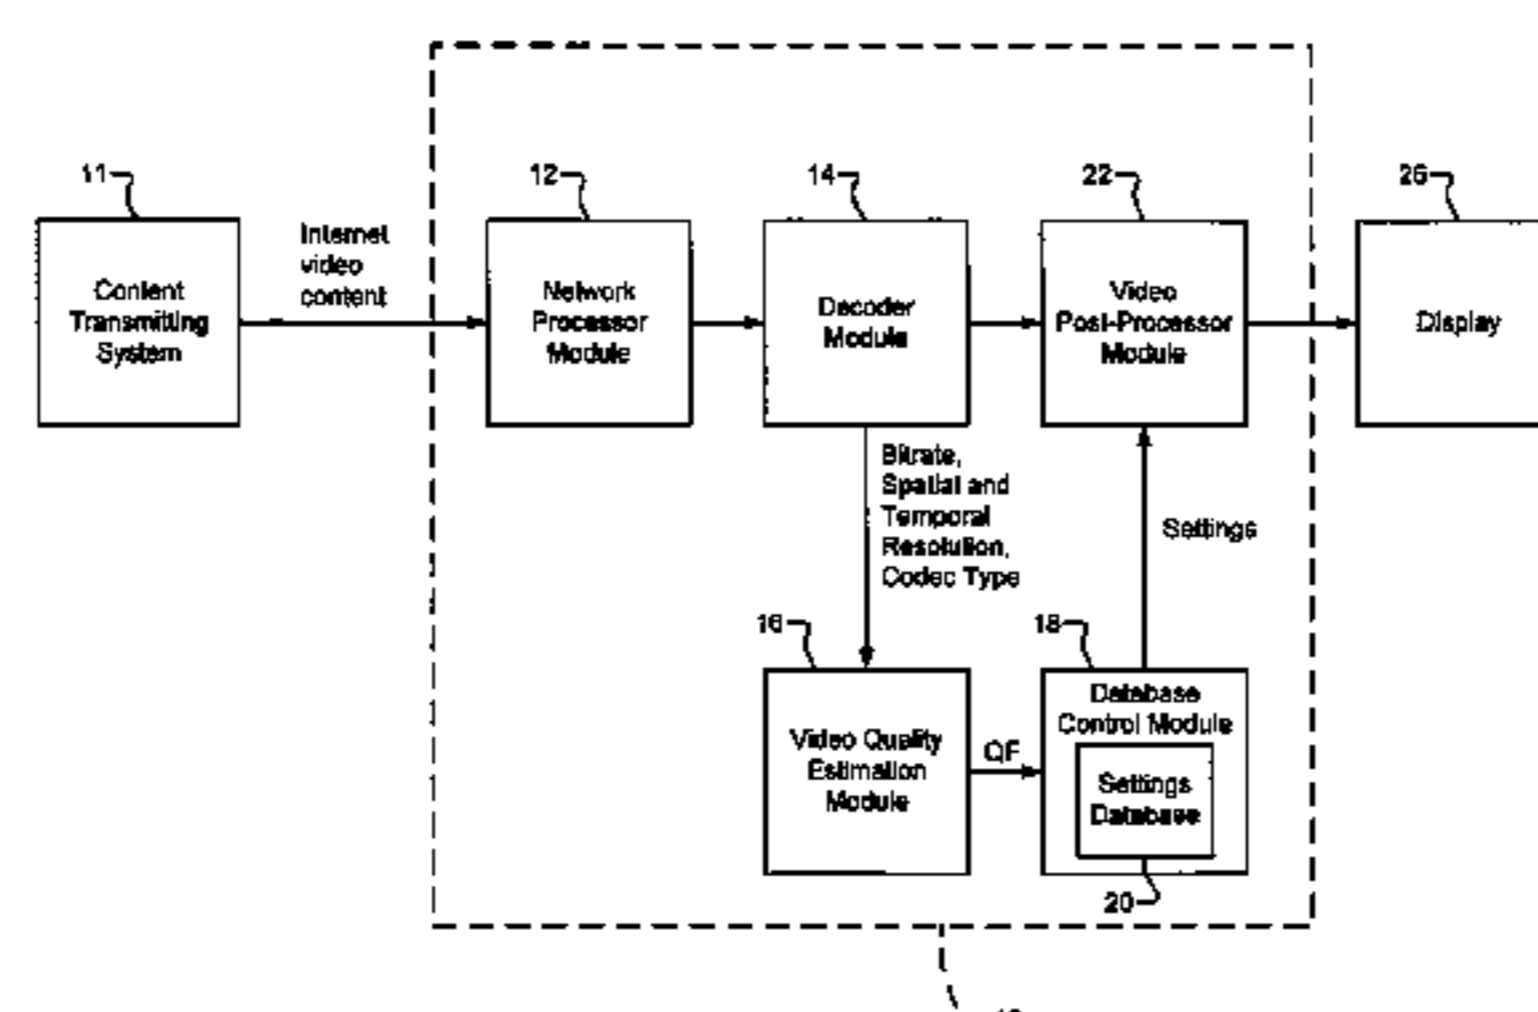 11
12
14
22
26
Internet
video
content
Content
Transmitting
System
Network
Processor
Module
Decoder
Module
Video
Post-Processor
Module
Display
Bitrate,
Spatial and
Temporal
Resolution,
Codec Type
Settings
16
18
Video Quality
Estimation
Module
QF
Database
Control Module
Settings
Database
20